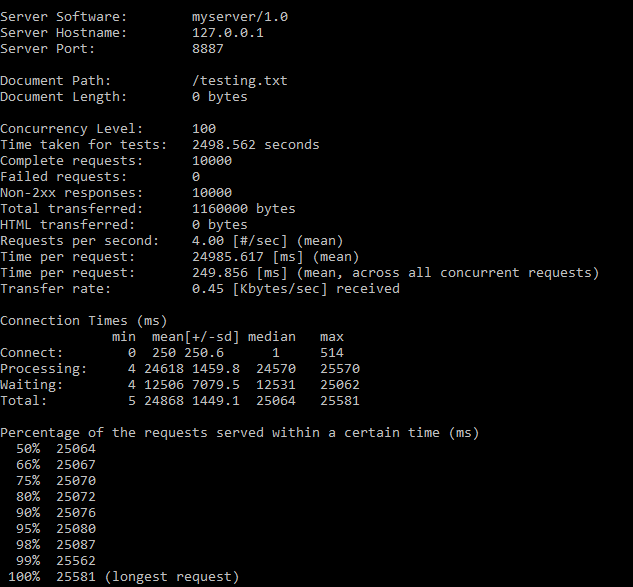 Server Software:        myserver/1.0
Server Hostname:        127.0.0.1
Server Port:            8887
Document Path:          /testing.txt
Document Length:        0 bytes
Concurrency Level:      100
Time taken for tests:   2498.562 seconds
Complete requests:      10000
Failed requests:        0
Non-2xx responses:      10000
Total transferred:      1160000 bytes
HTML transferred:       0 bytes
Requests per second:    4.00 [#/sec] (mean)
Time per request:       24985.617 [ms] (mean)
Time per request:       249.856 [ms] (mean, across all concurrent requests)
Transfer rate:          0.45 [Kbytes/sec] received
Connection Times (ms)
              min  mean[+/-sd] median   max
Connect:        0  250 250.6      1     514
Processing:     4 24618 1459.8  24570   25570
Waiting:        4 12506 7079.5  12531   25062
Total:          5 24868 1449.1  25064   25581
Percentage of the requests served within a certain time (ms)
  50%  25064
  66%  25067
  75%  25070
  80%  25072
  90%  25076
  95%  25080
  98%  25087
  99%  25562
 100%  25581 (longest request)